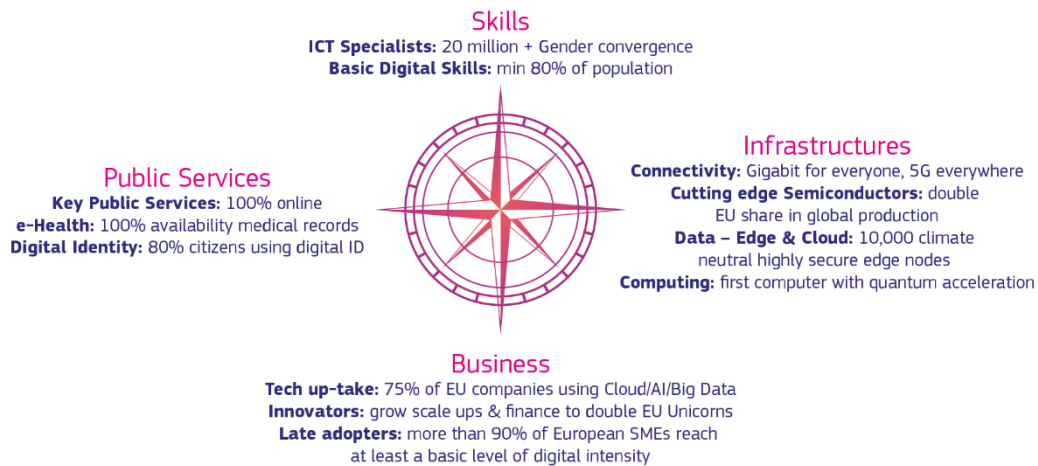 Skills
ICT Specialists: 20 million + Gender convergence
Basic Digital Skills: min 80% of population
Public Services
Key Public Services: 100% online
e-Health: 100% availability medical records
Digital Identity: 80% citizens using digital ID
Infrastructures
Connectivity: Gigabit for everyone, 5G everywhere
Cutting edge Semiconductors: double
EU share in global production
Data – Edge & Cloud: 10,000 climate
neutral highly secure edge nodes
Computing: first computer with quantum acceleration
Business
Tech up-take: 75% of EU companies using Cloud/AI/Big Data
Innovators: grow scale ups & finance to double EU Unicorns
Late adopters: more than 90% of European SMEs reach
at least a basic level of digital intensity